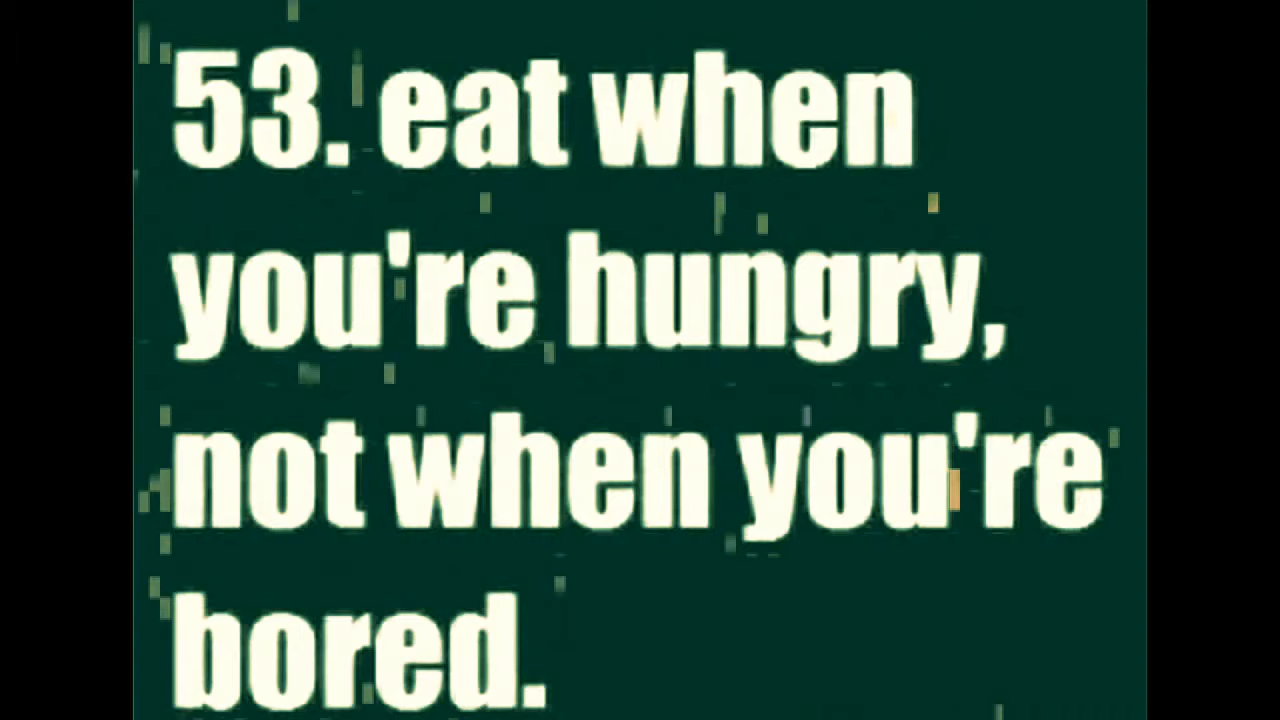 53. eat when
you're hungry,
not when you're
bored.